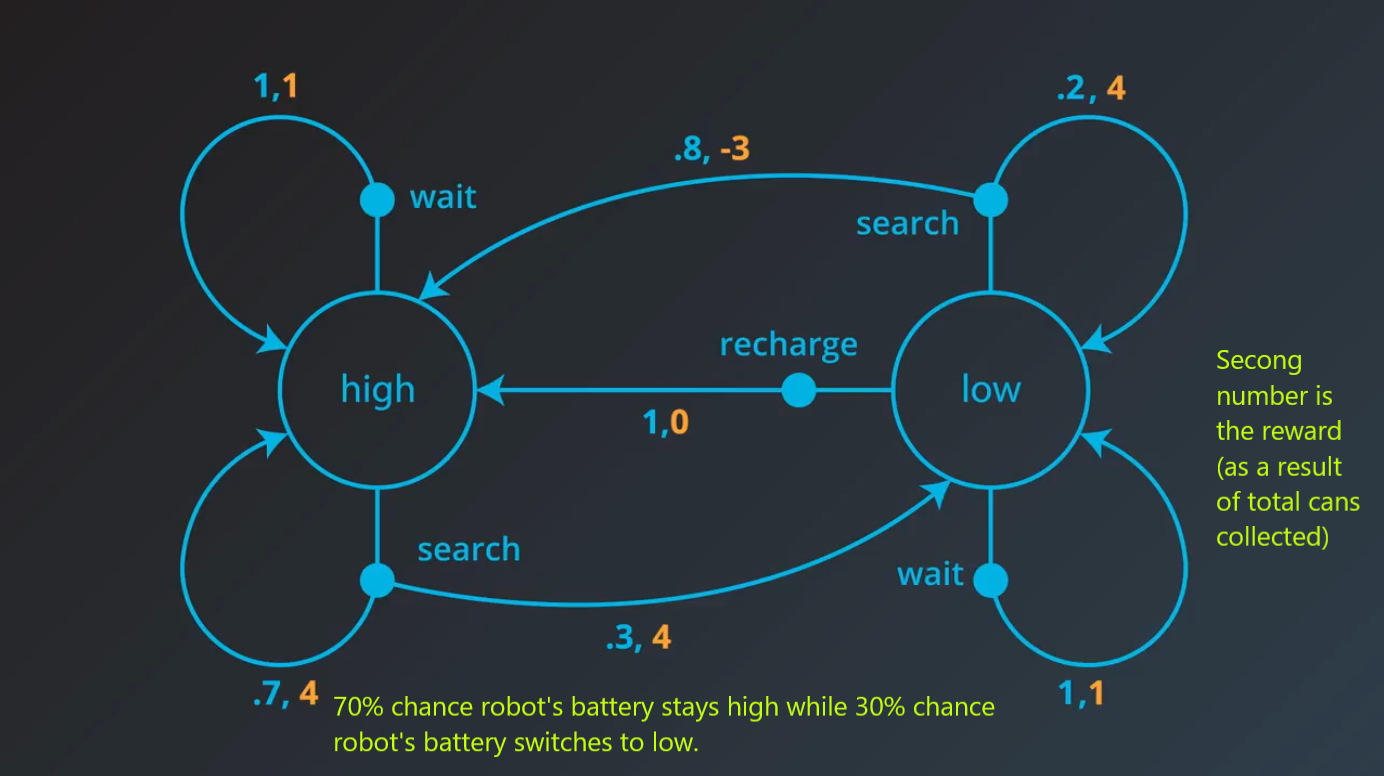 1,1
.2, 4
.8, -3
wait
search
recharge
high
low
1,0
Secong
number is
the reward
(as a result
of total cans
collected)
search
wait
.3, 4
.7, 4
1,1
70% chance robot's battery stays high while 30% chance
robot's battery switches to low.